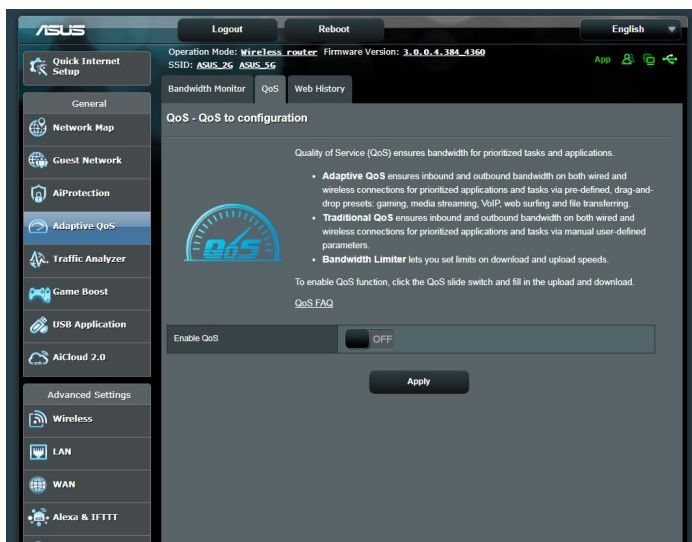 ASUS
Logout
Reboot
English
Quick Internet
Setup
Operation Mode: Wireless router Firmware Version: 3.0.0.4.384_4360
SSID: ASUS_2G ASUS_5G
App
General
Network Map
Guest Network
AiProtection
Adaptive QoS
Traffic Analyzer
Game Boost
USB Application
AiCloud 2.0
Advanced Settings
Wireless
LAN
WAN
Alexa & IFTTT
Bandwidth Monitor
QoS
Web History
QoS - QoS to configuration
QoS
Quality of Service (QoS) ensures bandwidth for prioritized tasks and applications.
• Adaptive QoS ensures inbound and outbound bandwidth on both wired and
wireless connections for prioritized applications and tasks via pre-defined, drag-and-
drop presets: gaming, media streaming, VoIP, web surfing and file transferring.
• Traditional QoS ensures inbound and outbound bandwidth on both wired and
wireless connections for prioritized applications and tasks via manual user-defined
parameters.
• Bandwidth Limiter lets you set limits on download and upload speeds.
To enable QoS function, click the QoS slide switch and fill in the upload and download.
QoS FAQ
Enable QoS
OFF
Apply